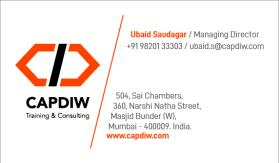 Ubaid Saudagar / Managing Director
+91 98201 33303 / ubaid.s@capdiw.com
CAPDIW
Training & Consulting
504, Sai Chambers,
360, Narshi Natha Street,
Masjid Bunder (W),
Mumbai - 400009. India.
www.capdiw.com